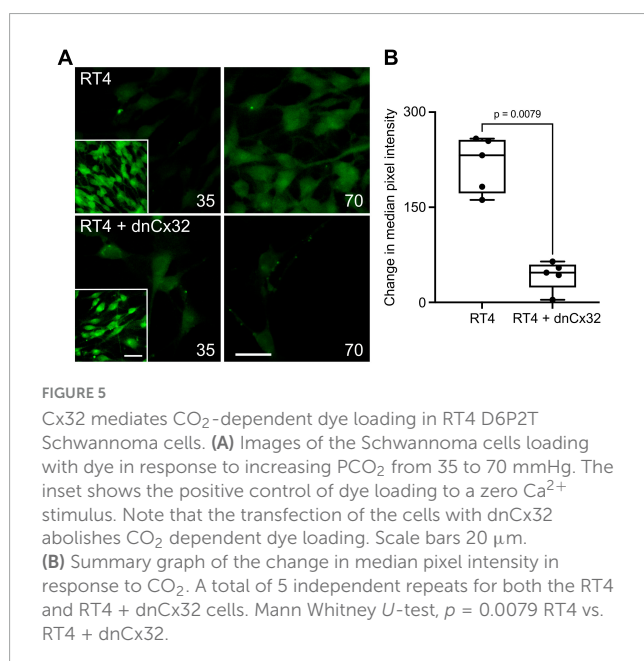 A
B
RT4
35
70
RT4 + dnCx32
35
70
300
150
0
Change in median pixel intensity
p = 0.0079
RT4
RT4 + dnCx32
FIGURE 5
Cx32 mediates CO₂-dependent dye loading in RT4 D6P2T
Schwannoma cells. (A) Images of the Schwannoma cells loading
with dye in response to increasing PCO₂ from 35 to 70 mmHg. The
inset shows the positive control of dye loading to a zero Ca²⁺
stimulus. Note that the transfection of the cells with dnCx32
abolishes CO₂ dependent dye loading. Scale bars 20 μm.
(B) Summary graph of the change in median pixel intensity in
response to CO₂. A total of 5 independent repeats for both the RT4
and RT4 + dnCx32 cells. Mann Whitney U-test, p = 0.0079 RT4 vs.
RT4 + dnCx32.